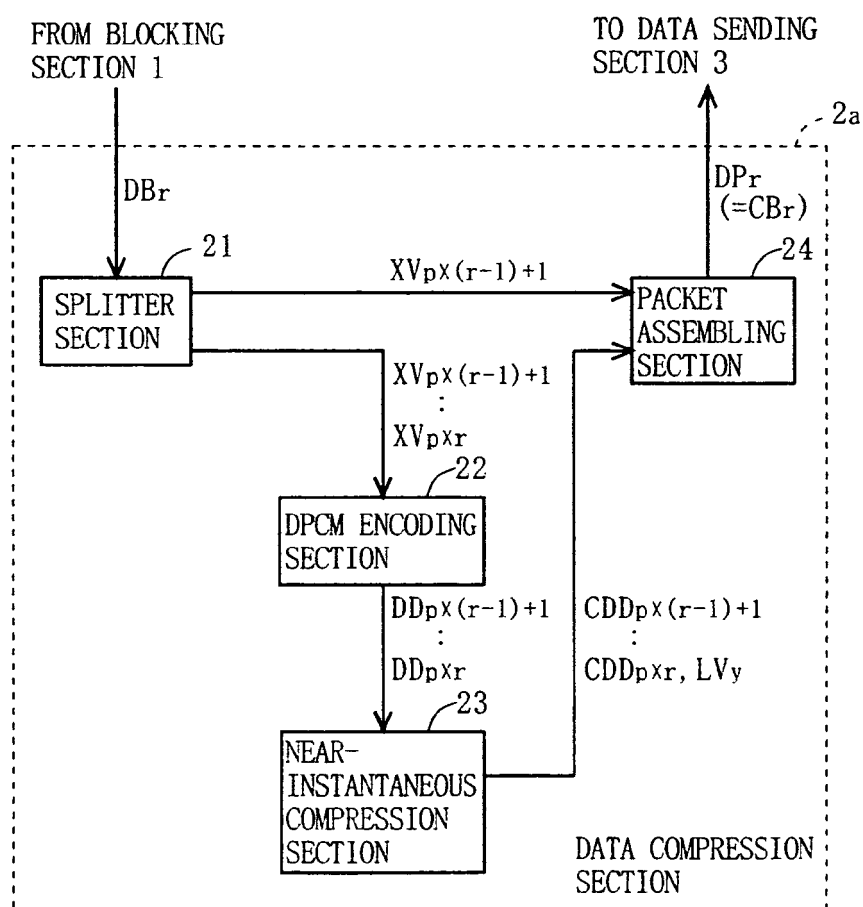 FROM BLOCKING
SECTION 1
TO DATA SENDING
SECTION 3
2a
DBr
DPr
(=CBr)
21
24
XVp×(r-1)+1
SPLITTER
SECTION
PACKET
ASSEMBLING
SECTION
XVp×(r-1)+1
:
XVp×r
22
DPCM ENCODING
SECTION
DDp×(r-1)+1
:
DDp×r
CDDp×(r-1)+1
:
CDDp×r, LVy
23
NEAR-
INSTANTANEOUS
COMPRESSION
SECTION
DATA COMPRESSION
SECTION